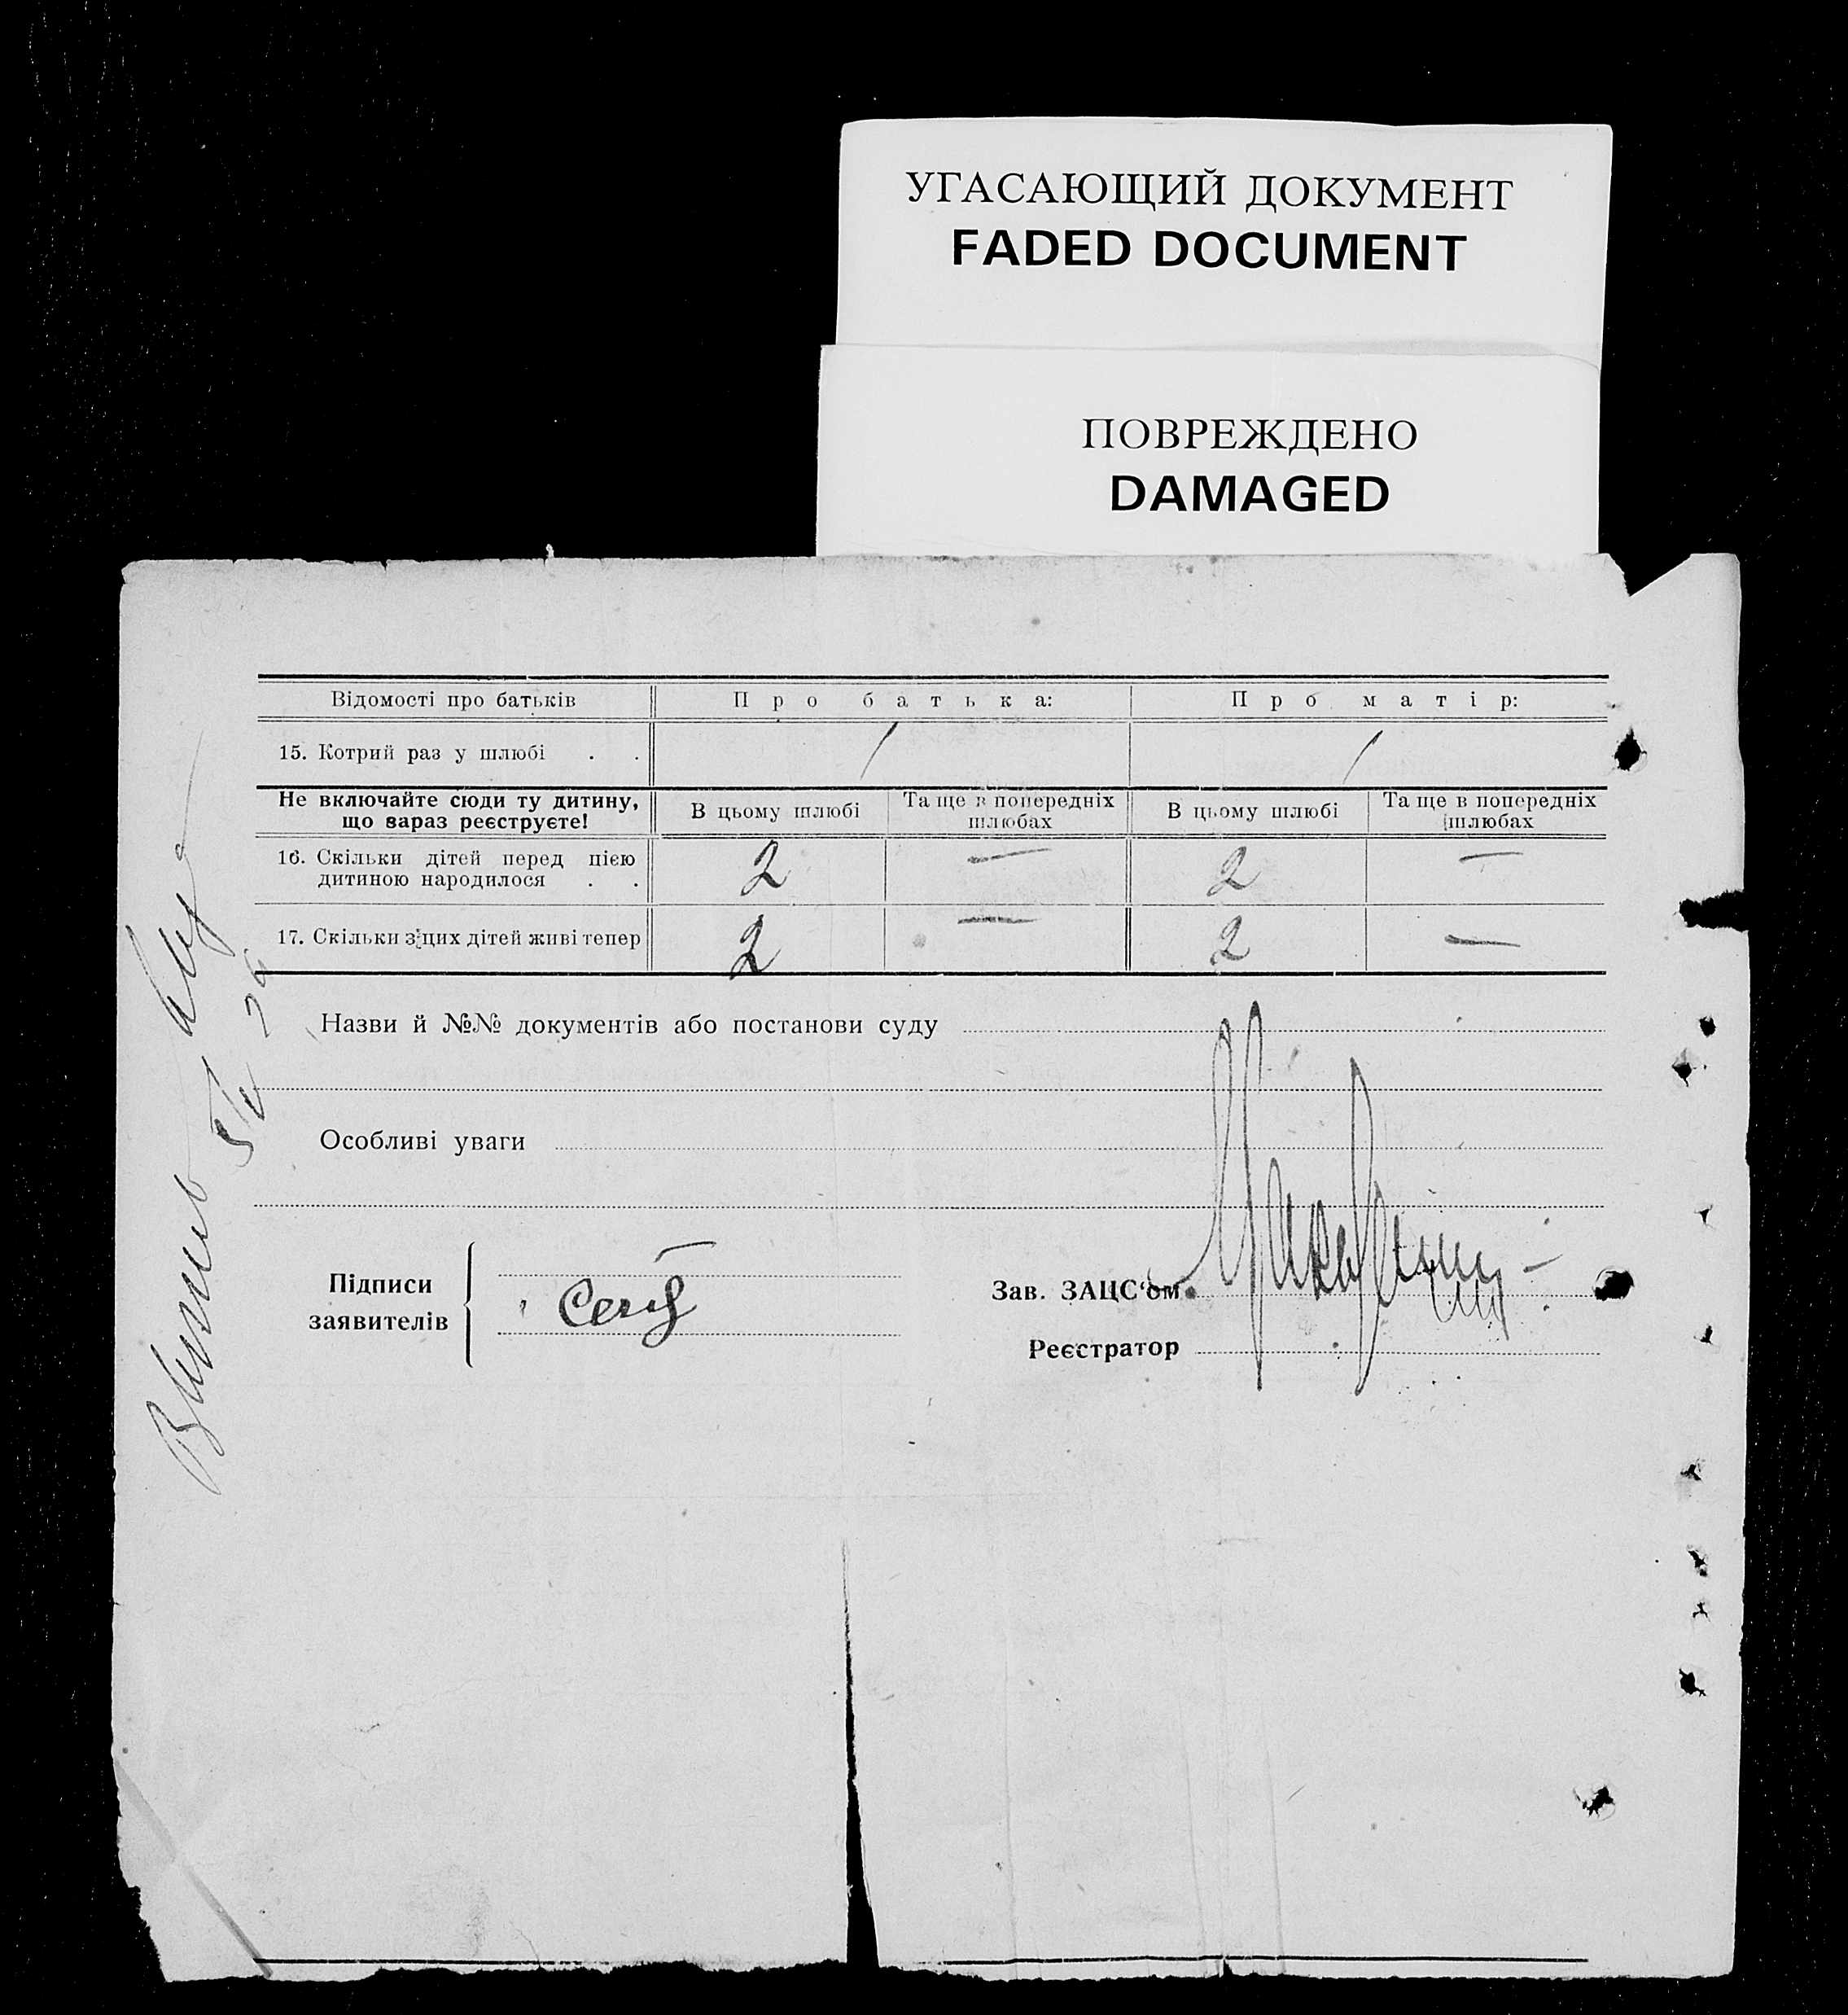 УГАСАЮЩИЙ ДОКУМЕНТ
FADED DOCUMENT
ПОВРЕЖДЕНО
DAMAGED
Відомості про батьків Про батька: Про матір:
15. Котрий раз у шлюбі . . 1 1
Не включайте сюди ту дитину, що зараз реєструєте! В цьому шлюбі Та ще в попередніх шлюбах В цьому шлюбі Та ще в попередніх шлюбах
16. Скільки дітей перед цією дитиною народилося . . 2 — 2 —
17. Скільки з цих дітей живі тепер 2 — 2 —
Назви й №№ документів або постанови суду
Особливі уваги
Підписи заявителів
Зав. ЗАЦС'ом
Реєстратор